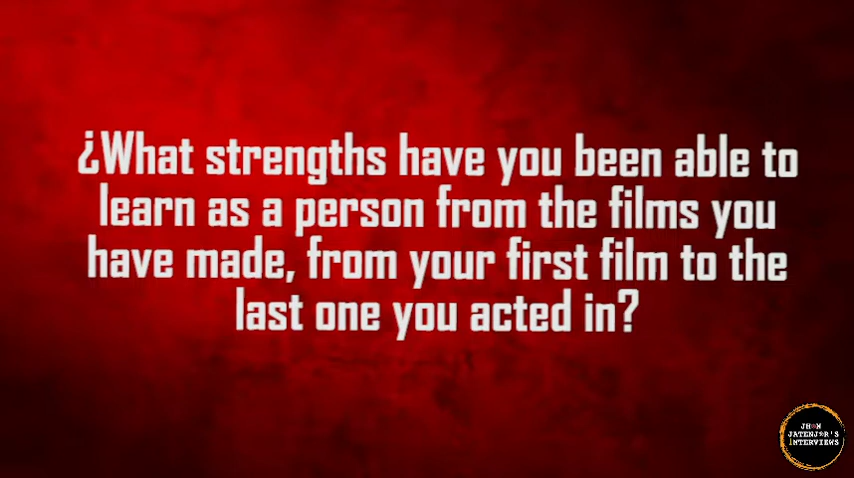 ¿What strengths have you been able to
learn as a person from the films you
have made, from your first film to the
last one you acted in?
JHON
JATENJOR'S
INTERVIEWS